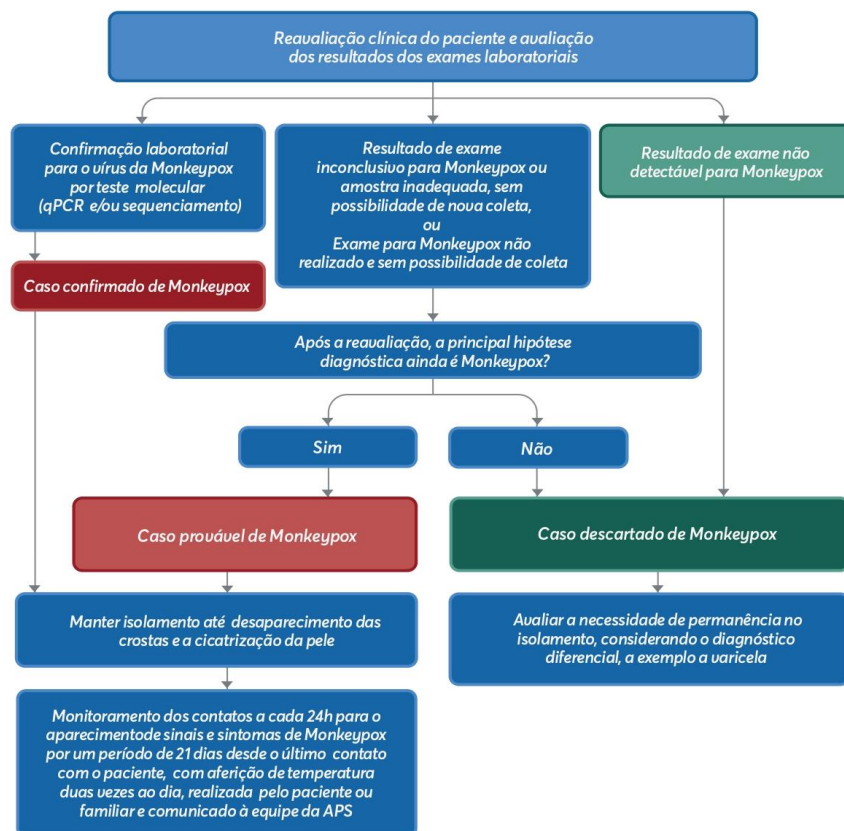 Reavaliação clínica do paciente e avaliação
dos resultados dos exames laboratoriais
Confirmação laboratorial
para o vírus da Monkeypox
por teste molecular
(qPCR e/ou sequenciamento)
Resultado de exame
inconclusivo para Monkeypox ou
amostra inadequada, sem
possibilidade de nova coleta,
ou
Exame para Monkeypox não
realizado e sem possibilidade de coleta
Resultado de exame não
detectável para Monkeypox
Caso confirmado de Monkeypox
Após a reavaliação, a principal hipótese
diagnóstica ainda é Monkeypox?
Sim
Não
Caso provável de Monkeypox
Caso descartado de Monkeypox
Manter isolamento até desaparecimento das
crostas e a cicatrização da pele
Avaliar a necessidade de permanência no
isolamento, considerando o diagnóstico
diferencial, a exemplo a varicela
Monitoramento dos contatos a cada 24h para o
aparecimentode sinais e sintomas de Monkeypox
por um período de 21 dias desde o último contato
com o paciente, com aferição de temperatura
duas vezes ao dia, realizada pelo paciente ou
familiar e comunicado à equipe da APS